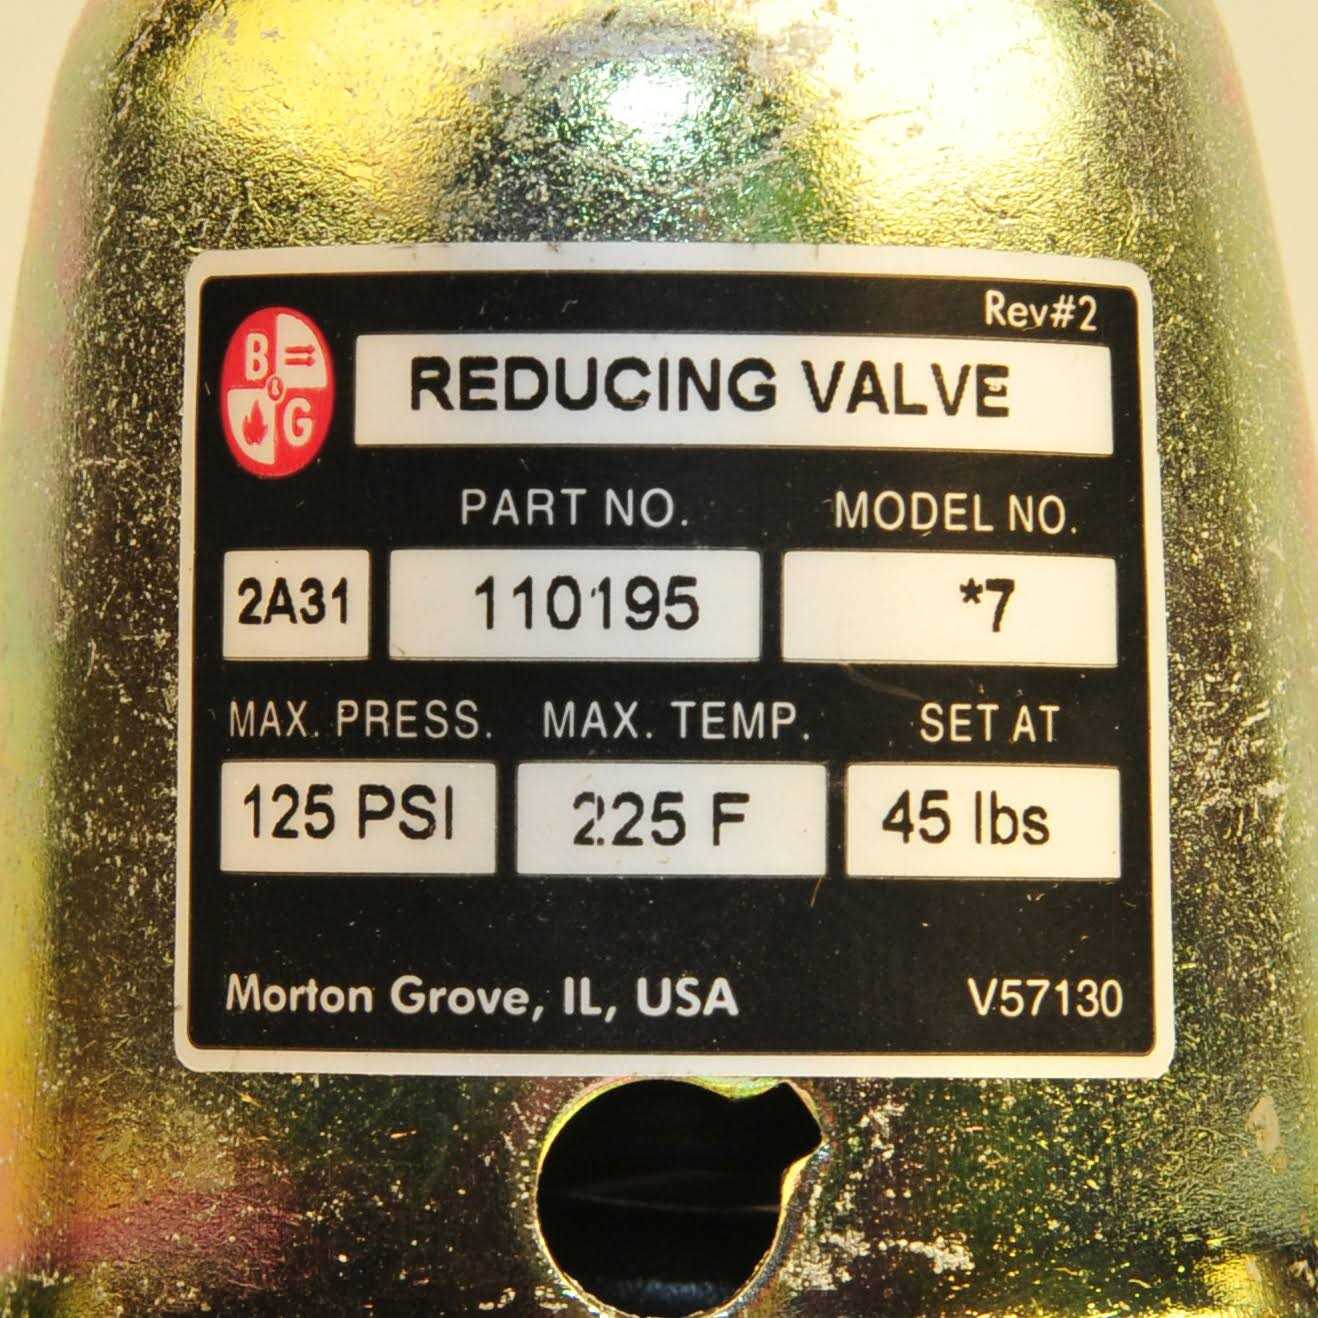 Rev#2
B & G
REDUCING VALVE
PART NO. MODEL NO.
2A31 110195 *7
MAX. PRESS. MAX. TEMP. SET AT
125 PSI 225 F 45 lbs
Morton Grove, IL, USA V57130